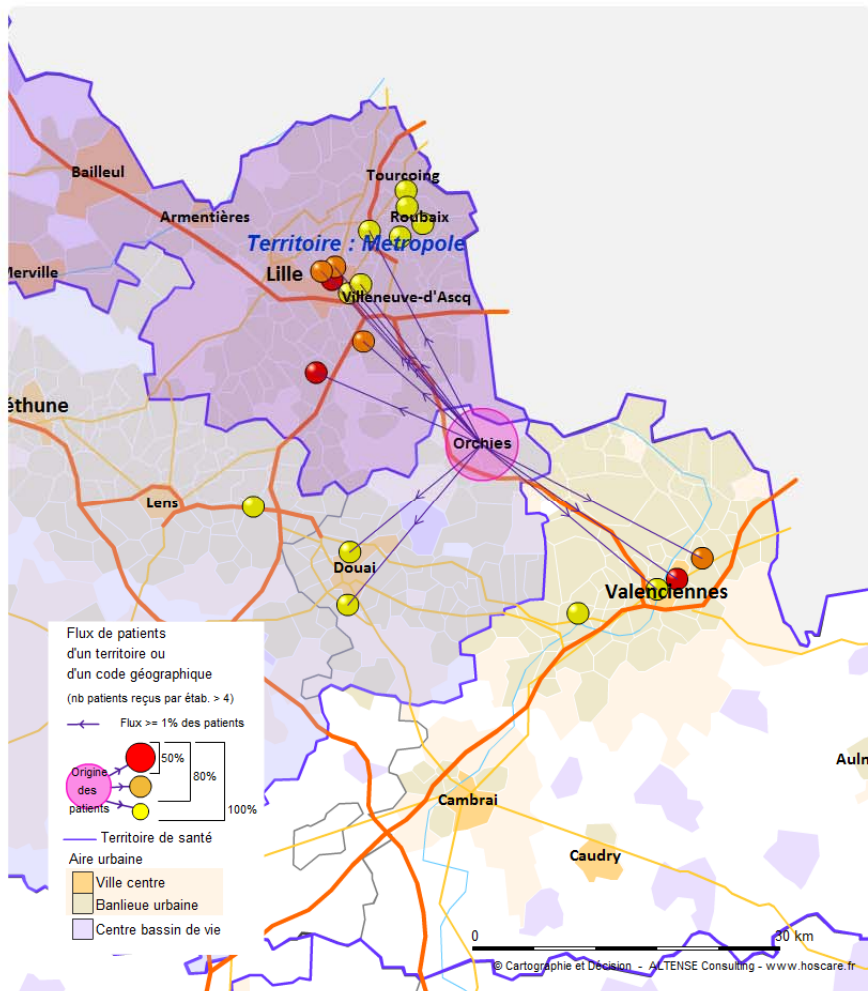 Tourcoing
Bailleul
Armentières
Roubaix
Territoire : Metropole
Merville
Lille
Villeneuve-d'Ascq
éthune
Orchies
Lens
Douai
Valenciennes
Flux de patients
d'un territoire ou
d'un code géographique
(nb patients reçus par étab. > 4)
Flux >= 1% des patients
50%
80%
100%
Origine
des
patients
Territoire de santé
Aire urbaine
Ville centre
Banlieue urbaine
Centre bassin de vie
Auln
Cambrai
Caudry
0 30 km
© Cartographie et Décision - ALTENSE Consulting - www.hoscare.fr